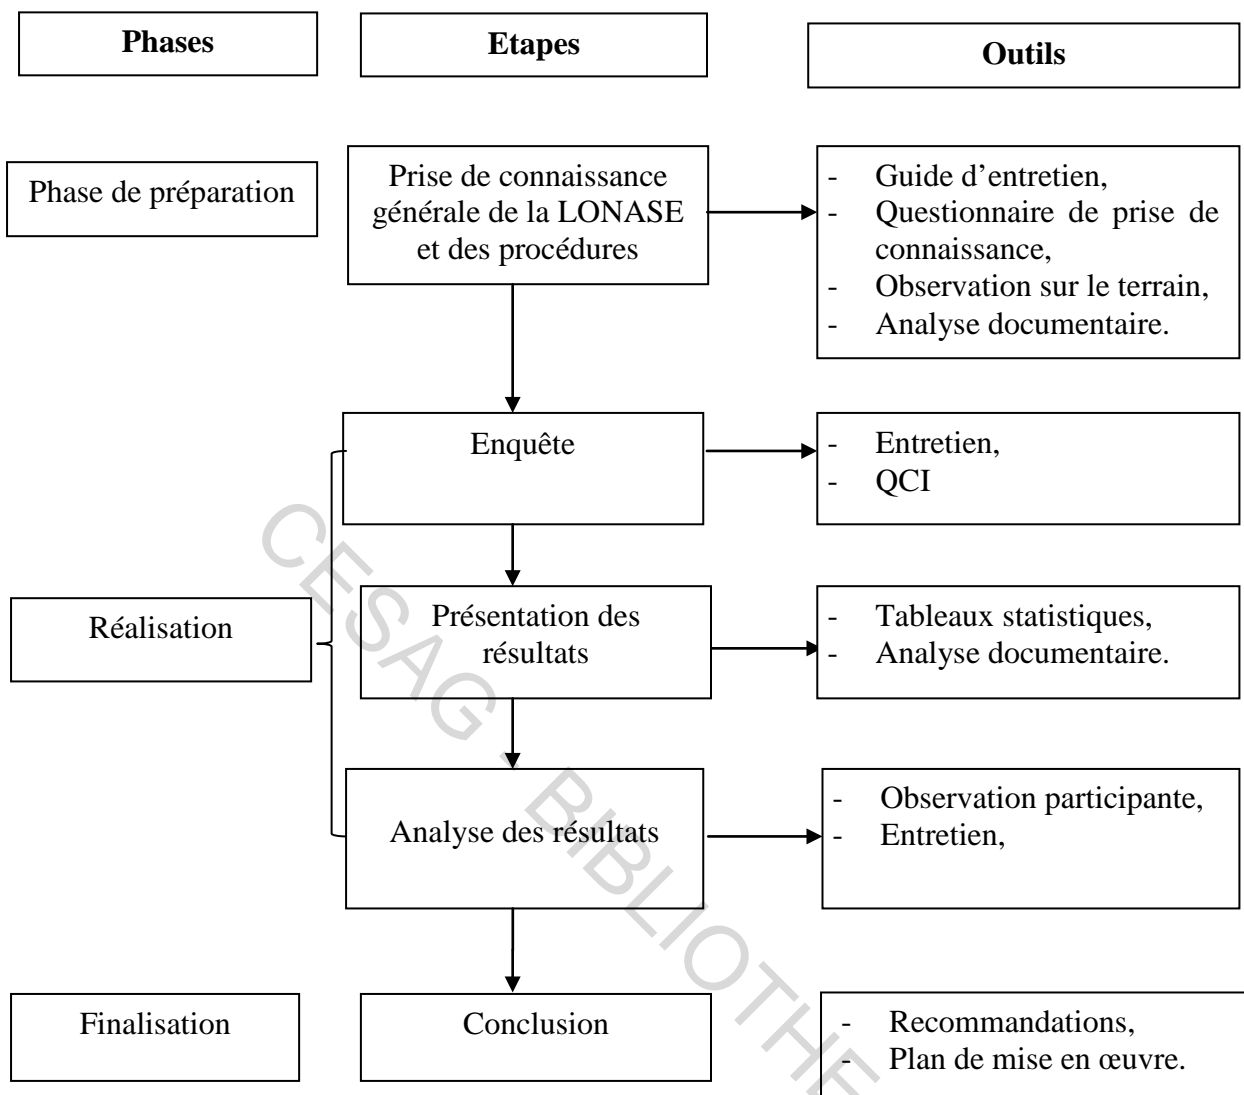 Phases
Etapes
Outils
Phase de préparation
Prise de connaissance
générale de la LONASE
et des procédures
- Guide d’entretien,
- Questionnaire de prise de
connaissance,
- Observation sur le terrain,
- Analyse documentaire.
Enquête
- Entretien,
- QCI
Réalisation
Présentation des
résultats
- Tableaux statistiques,
- Analyse documentaire.
Analyse des résultats
- Observation participante,
- Entretien,
Finalisation
Conclusion
- Recommandations,
- Plan de mise en œuvre.
CESAG - BIBLIOTHE